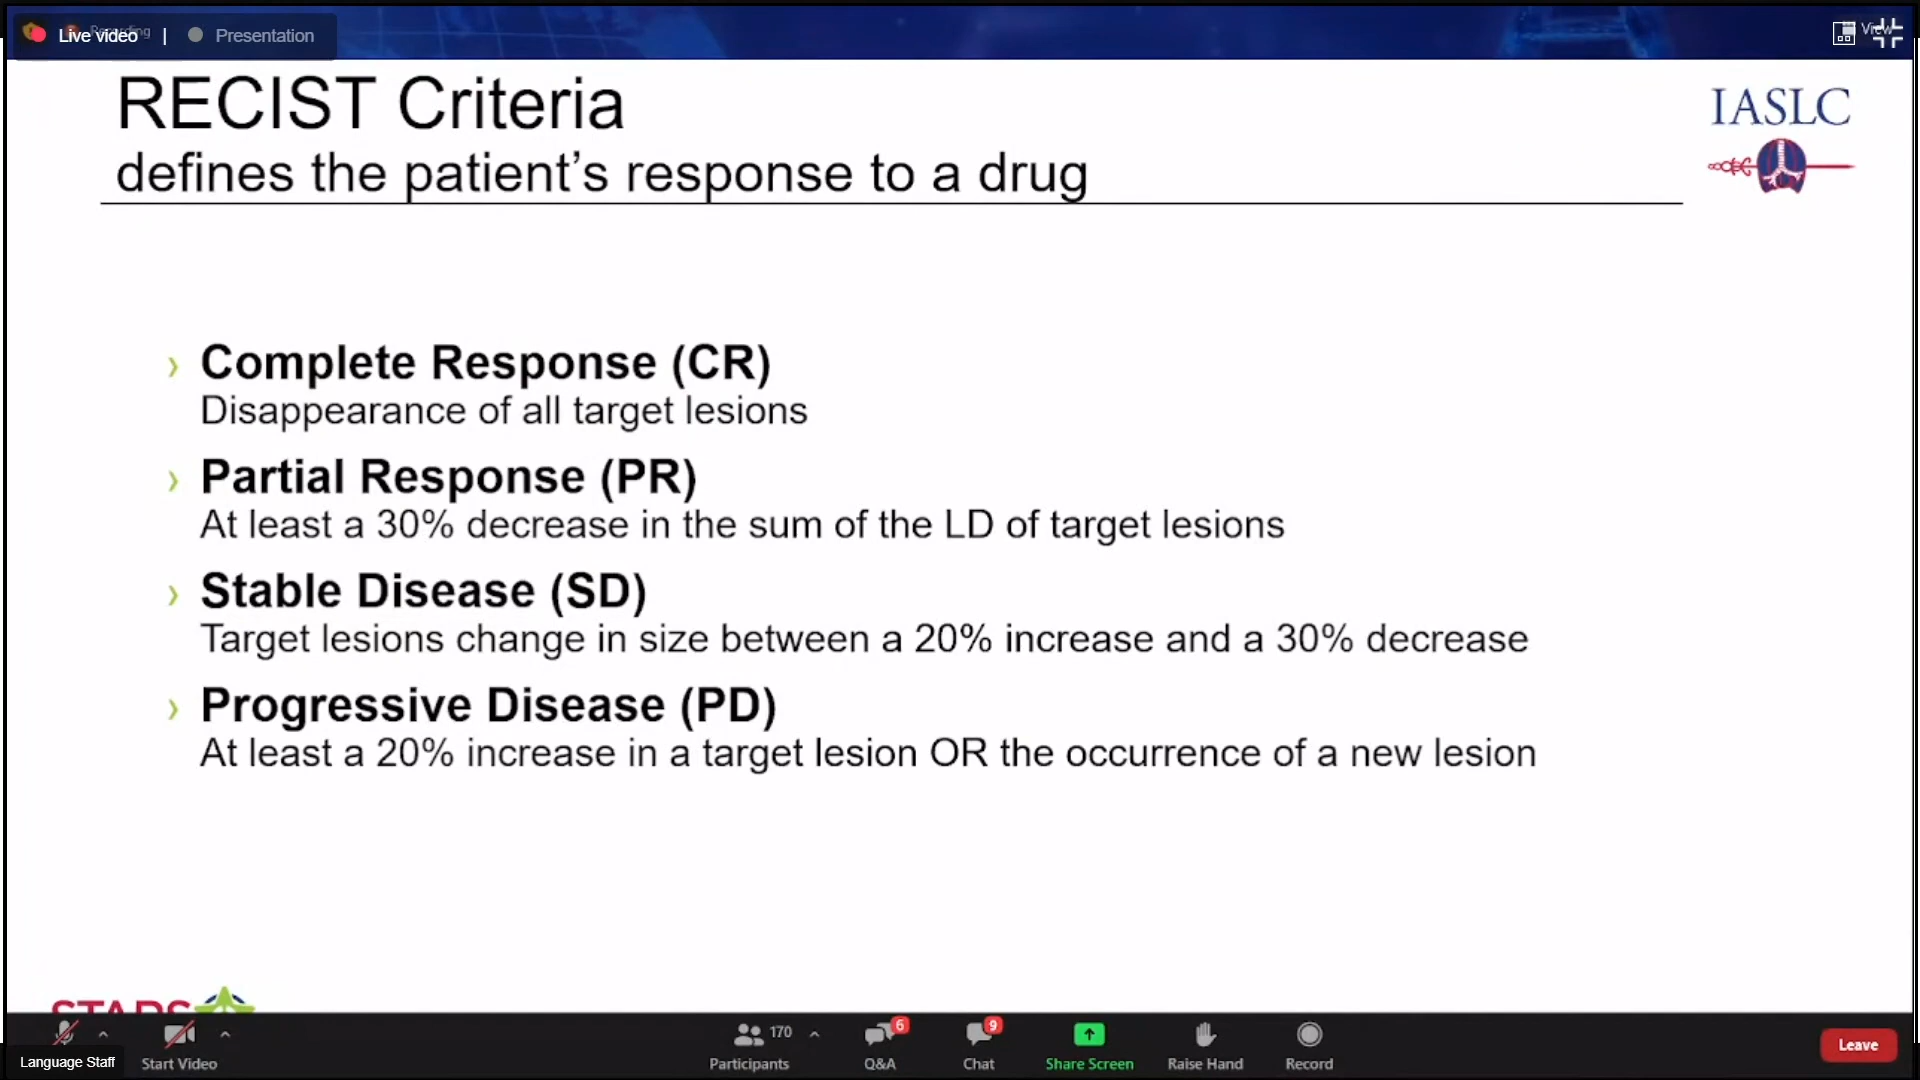 Live video | Presentation
View
RECIST Criteria
defines the patient's response to a drug
IASLC
› Complete Response (CR)
Disappearance of all target lesions
› Partial Response (PR)
At least a 30% decrease in the sum of the LD of target lesions
› Stable Disease (SD)
Target lesions change in size between a 20% increase and a 30% decrease
› Progressive Disease (PD)
At least a 20% increase in a target lesion OR the occurrence of a new lesion
STARS
Language Staff
Start Video
170
Participants
6
Q&A
9
Chat
Share Screen
Raise Hand
Record
Leave